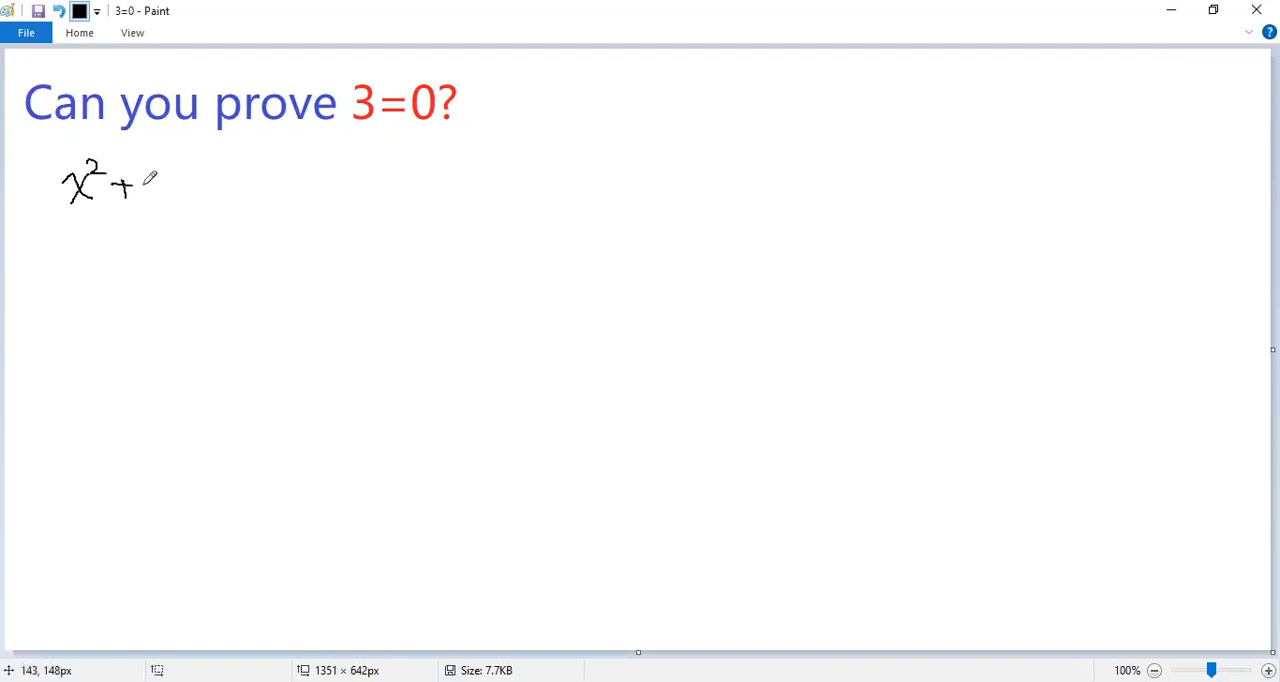 3=0 - Paint
File Home View
Can you prove 3=0?
x² +
143, 148px 1351 × 642px Size: 7.7KB 100%